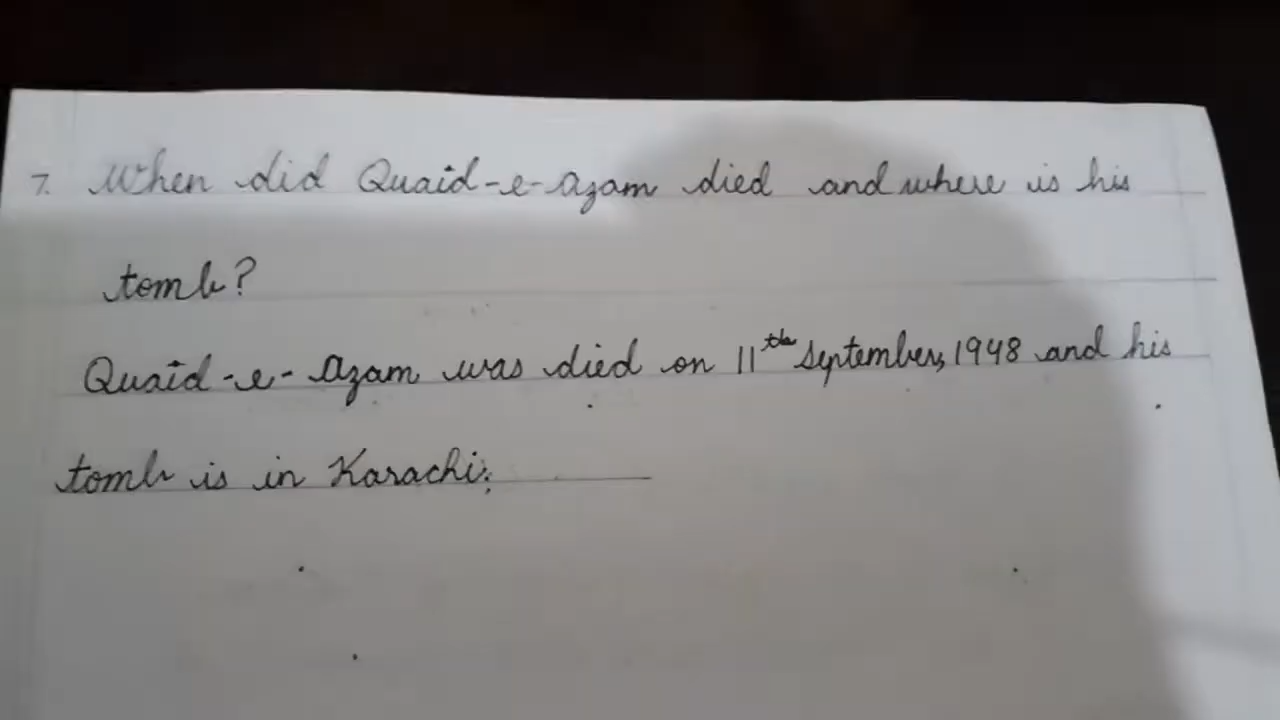 7. When did Quaid-e-Azam died and where is his
tomb?
Quaid-e-Azam was died on 11th September, 1948 and his
tomb is in Karachi.